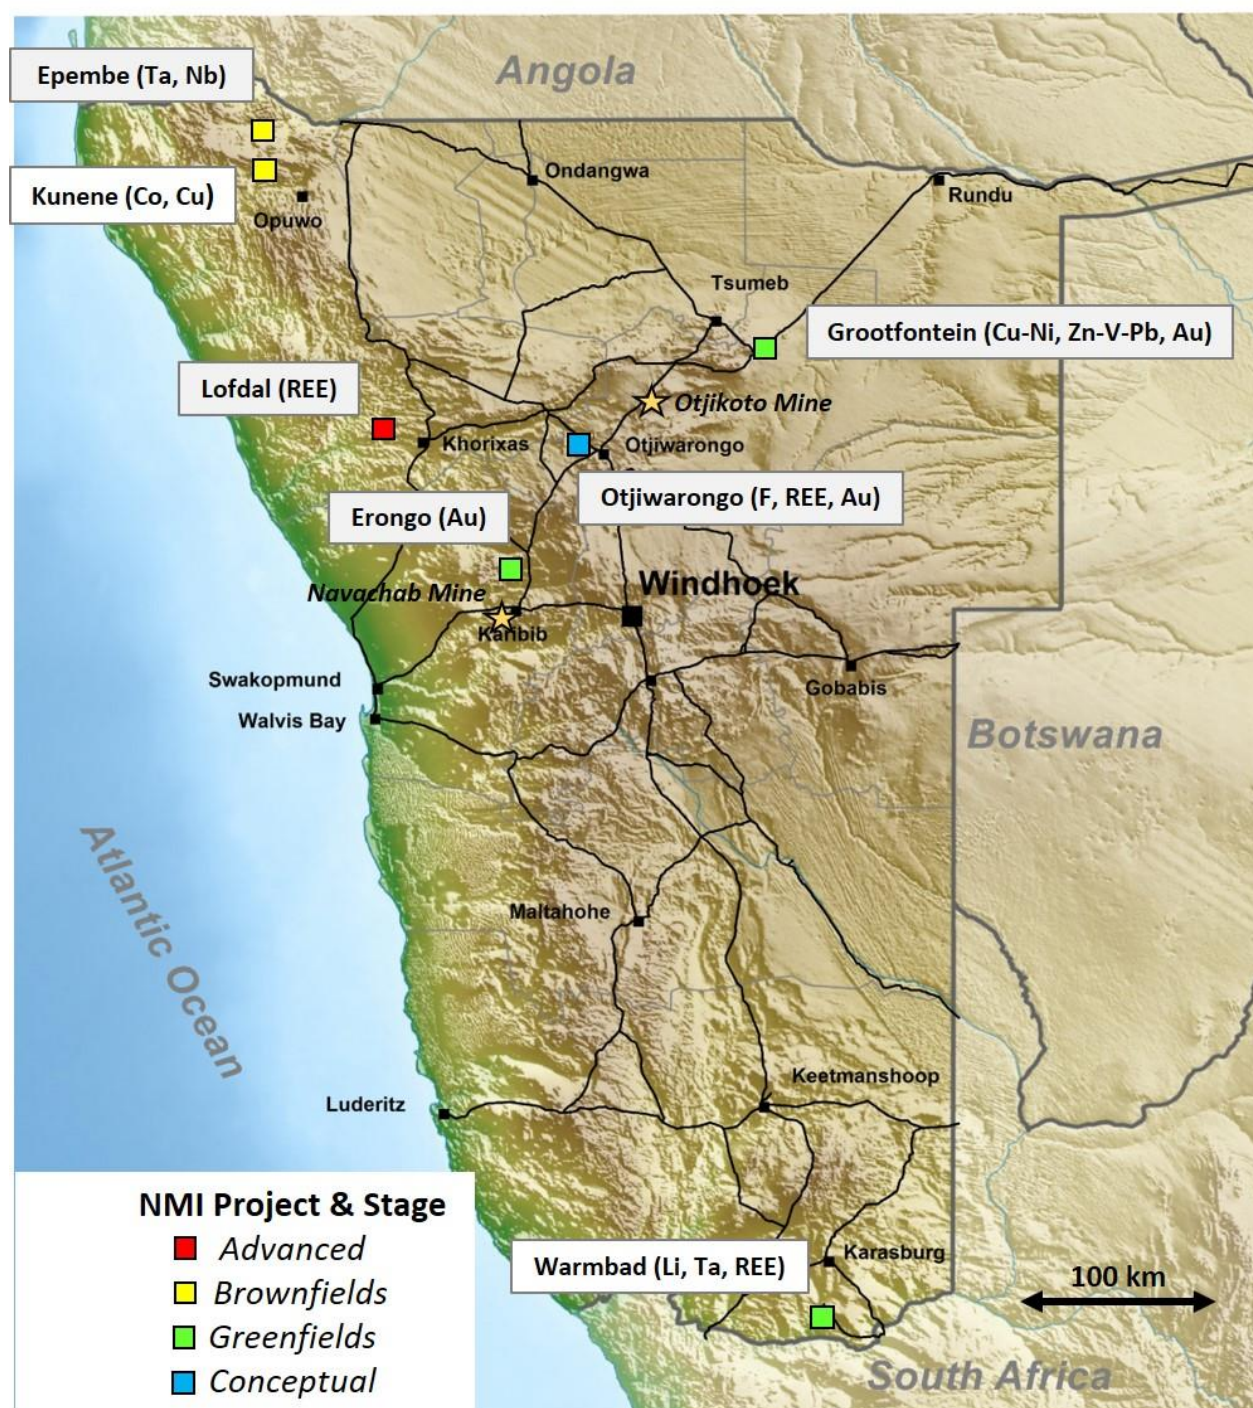 Angola
Epembe (Ta, Nb)
Kunene (Co, Cu)
Opuwo
Ondangwa
Rundu
Tsumeb
Grootfontein (Cu-Ni, Zn-V-Pb, Au)
Lofdal (REE)
Otjikoto Mine
Khorixas
Otjiwarongo
Otjiwarongo (F, REE, Au)
Erongo (Au)
Navachab Mine
Windhoek
Karibib
Swakopmund
Gobabis
Walvis Bay
Botswana
Atlantic Ocean
Maltahohe
Keetmanshoop
Luderitz
NMI Project & Stage
Advanced
Brownfields
Greenfields
Conceptual
Warmbad (Li, Ta, REE)
Karasburg
100 km
South Africa